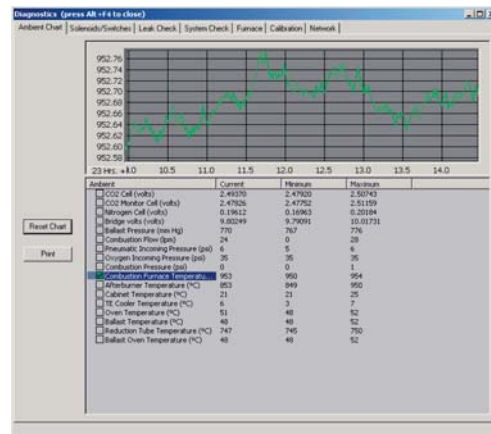 Diagnostics (press Alt+F4 to close)
Ambient Chart Solenoids/Switches Leak Check System Check Furnace Calibration Network
952.76
952.74
952.72
952.70
952.68
952.66
952.64
952.62
952.60
952.58
23 Hrs. + 10.0 10.5 11.0 11.5 12.0 12.5 13.0 13.5 14.0
Ambient Current Minimum Maximum
CO2 Cell (volts) 2.49370 2.47920 2.50743
CO2 Monitor Cell (volts) 2.47826 2.47752 2.51159
Nitrogen Cell (volts) 0.19612 0.16963 0.20184
Bridge volts (volts) 9.80249 9.79091 10.01731
Ballast Pressure (mm Hg) 770 767 776
Combustion Flow (lpm) 24 0 28
Pneumatic Incoming Pressure (psi) 6 5 6
Oxygen Incoming Pressure (psi) 35 35 35
Combustion Pressure (psi) 0 0 1
Combustion Furnace Temperatu... 953 950 954
Afterburner Temperature (ºC) 853 849 950
Cabinet Temperature (ºC) 21 21 25
TE Cooler Temperature (ºC) 6 3 7
Oven Temperature (ºC) 51 48 52
Ballast Temperature (ºC) 48 48 52
Reduction Tube Temperature (ºC) 747 745 750
Ballast Oven Temperature (ºC) 48 48 52
Reset Chart
Print